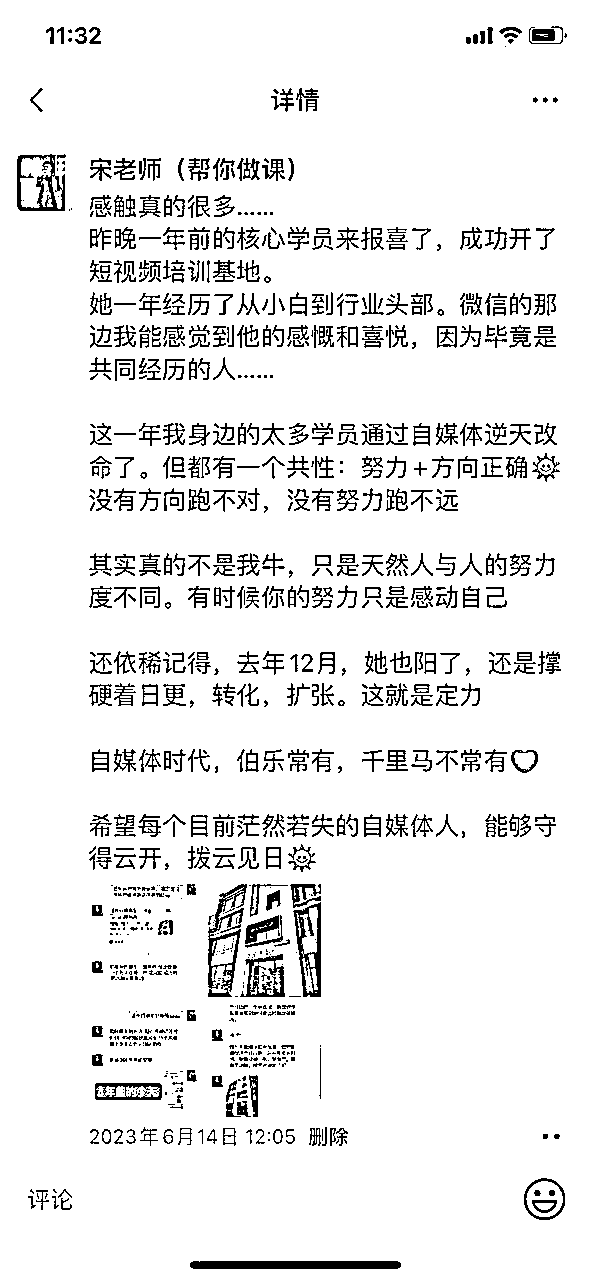 11:32
详情
宋老师（帮你做课）
感触真的很多……
昨晚一年前的核心学员来报喜了，成功开了
短视频培训基地。
她一年经历了从小白到行业头部。微信的那
边我能感觉到他的感慨和喜悦，因为毕竟是
共同经历的人……
这一年我身边的太多学员通过自媒体逆天改
命了。但都有一个共性：努力+方向正确
没有方向跑不对，没有努力跑不远
其实真的不是我牛，只是天然人与人的努力
度不同。有时候你的努力只是感动自己
还依稀记得，去年12月，她也阳了，还是撑
硬着日更，转化，扩张。这就是定力
自媒体时代，伯乐常有，千里马不常有
希望每个目前茫然若失的自媒体人，能够守
得云开，拨云见日
2023年6月14日 12:05 删除
评论